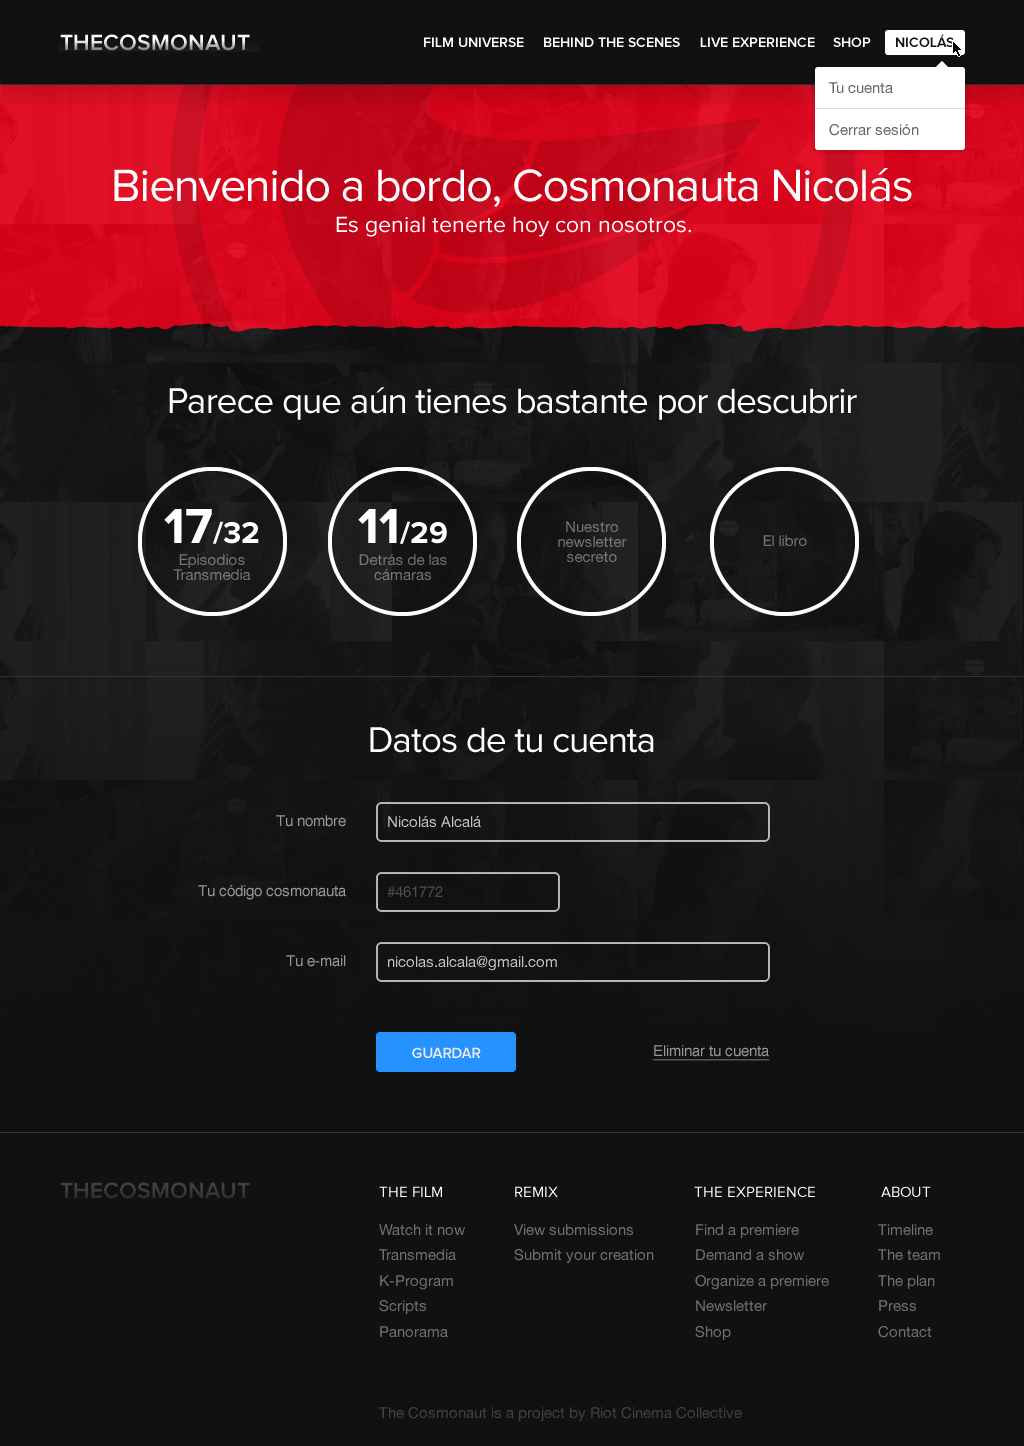 THECOSMONAUT
FILM UNIVERSE
BEHIND THE SCENES
LIVE EXPERIENCE
SHOP
NICOLÁS
Tu cuenta
Cerrar sesión
Bienvenido a bordo, Cosmonauta Nicolás
Es genial tenerte hoy con nosotros.
Parece que aún tienes bastante por descubrir
17/32
Episodios
Transmedia
11/29
Detrás de las
cámaras
Nuestro
newsletter
secreto
El libro
Datos de tu cuenta
Tu nombre
Nicolás Alcalá
Tu código cosmonauta
#461772
Tu e-mail
nicolas.alcala@gmail.com
GUARDAR
Eliminar tu cuenta
THECOSMONAUT
THE FILM
Watch it now
Transmedia
K-Program
Scripts
Panorama
REMIX
View submissions
Submit your creation
THE EXPERIENCE
Find a premiere
Demand a show
Organize a premiere
Newsletter
Shop
ABOUT
Timeline
The team
The plan
Press
Contact
The Cosmonaut is a project by Riot Cinema Collective